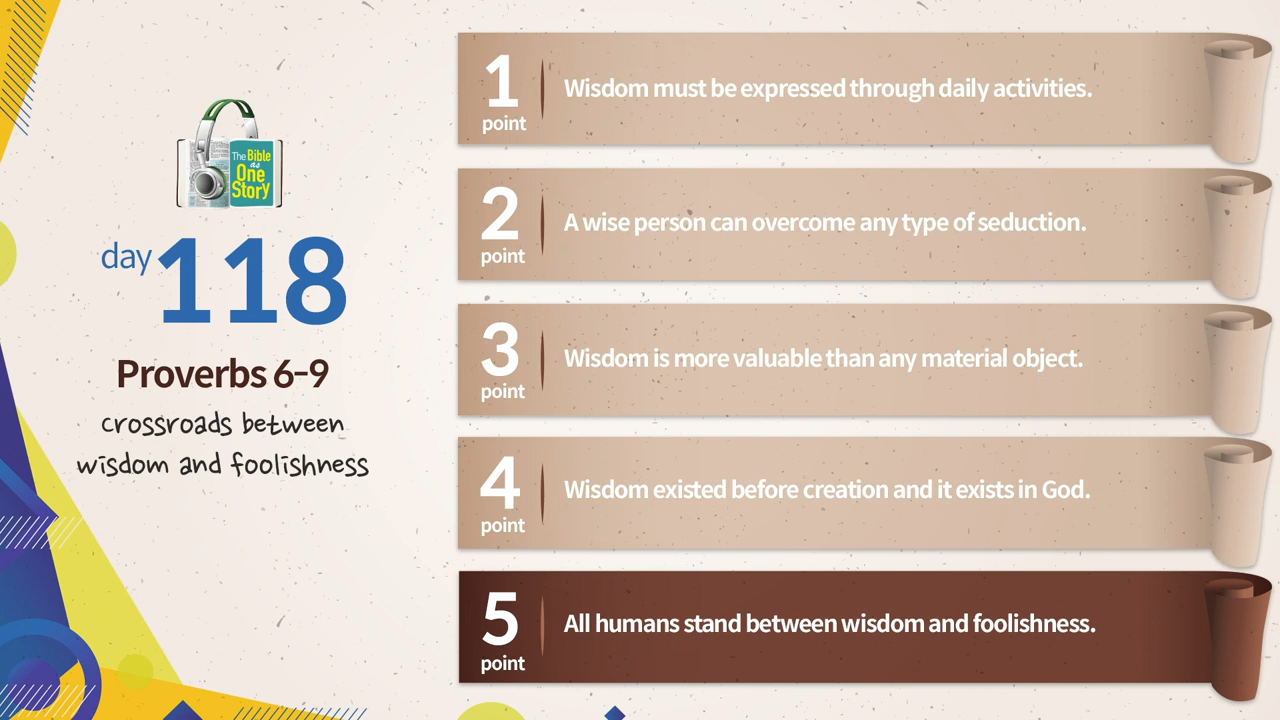 The Bible
as
One
Story
day 118
Proverbs 6-9
crossroads between
wisdom and foolishness
1
point
Wisdom must be expressed through daily activities.
2
point
A wise person can overcome any type of seduction.
3
point
Wisdom is more valuable than any material object.
4
point
Wisdom existed before creation and it exists in God.
5
point
All humans stand between wisdom and foolishness.